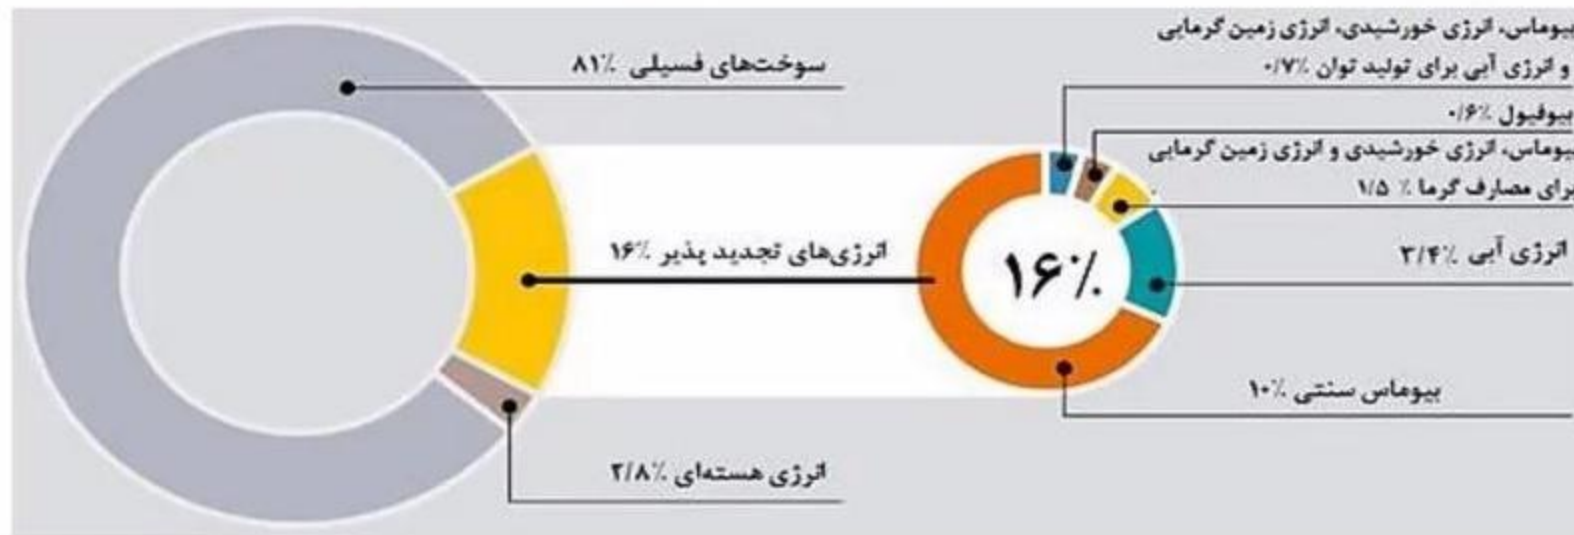 سوخت‌های فسیلی ۸۱٪
انرژی‌های تجدید پذیر ۱۶٪
انرژی هسته‌ای ۲/۸٪
۱۶٪
بیوماس، انرژی خورشیدی، انرژی زمین گرمایی
و انرژی آبی برای تولید توان ۰/۷٪
بیوفیول ۰/۶٪
بیوماس، انرژی خورشیدی و انرژی زمین گرمایی
برای مصارف گرما ۱/۵ ٪
انرژی آبی ۳/۴٪
بیوماس سنتی ۱۰٪